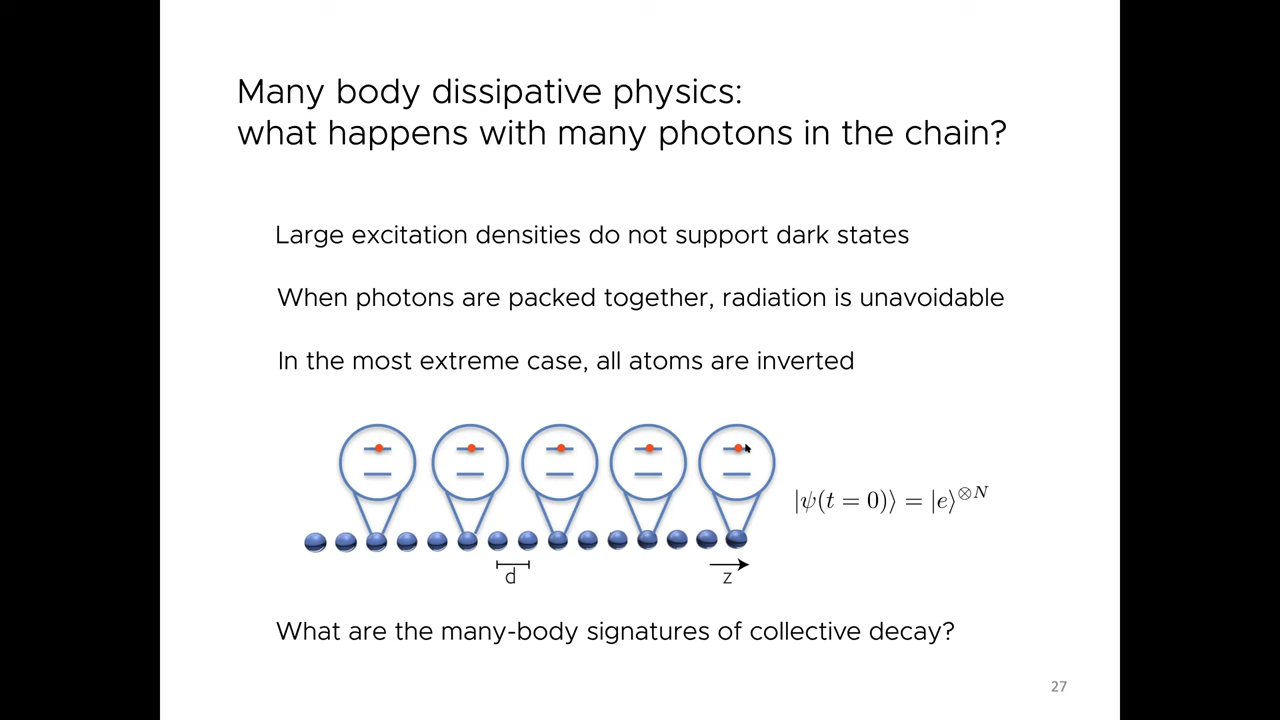 Many body dissipative physics:
what happens with many photons in the chain?
Large excitation densities do not support dark states
When photons are packed together, radiation is unavoidable
In the most extreme case, all atoms are inverted
|ψ(t = 0)⟩ = |e⟩^{⊗N}
d
z
What are the many-body signatures of collective decay?
27